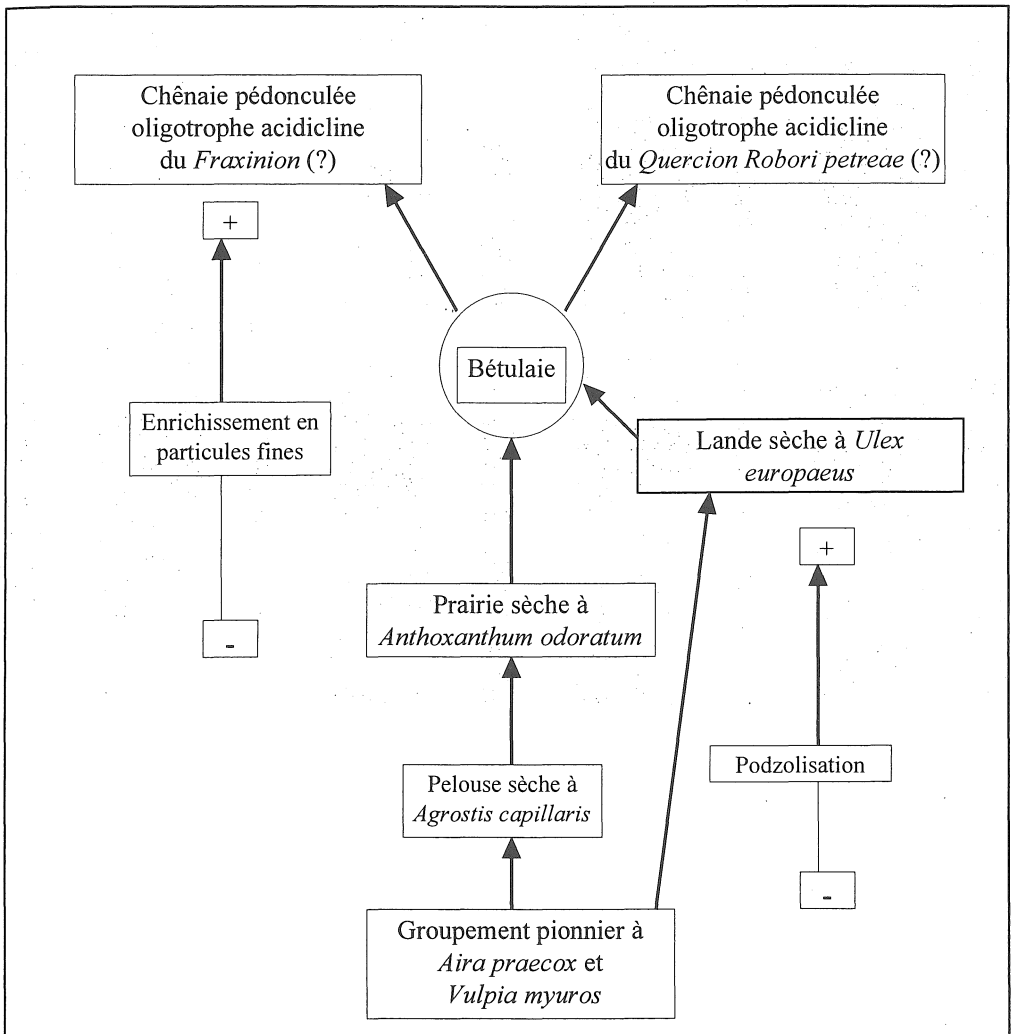 Chênaie pédonculée
oligotrophe acidicline
du Fraxinion (?)
Chênaie pédonculée
oligotrophe acidicline
du Quercion Robori petreae (?)
+
Bétulaie
Enrichissement en
particules fines
Lande sèche à Ulex
europaeus
+
Prairie sèche à
Anthoxanthum odoratum
-
Podzolisation
Pelouse sèche à
Agrostis capillaris
-
Groupement pionnier à
Aira praecox et
Vulpia myuros